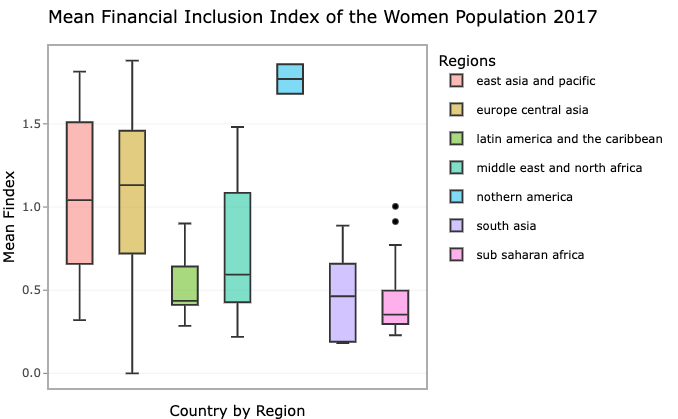 Mean Financial Inclusion Index of the Women Population 2017
Regions
east asia and pacific
europe central asia
latin america and the caribbean
middle east and north africa
nothern america
south asia
sub saharan africa
1.5
1.0
0.5
0.0
Mean Findex
Country by Region